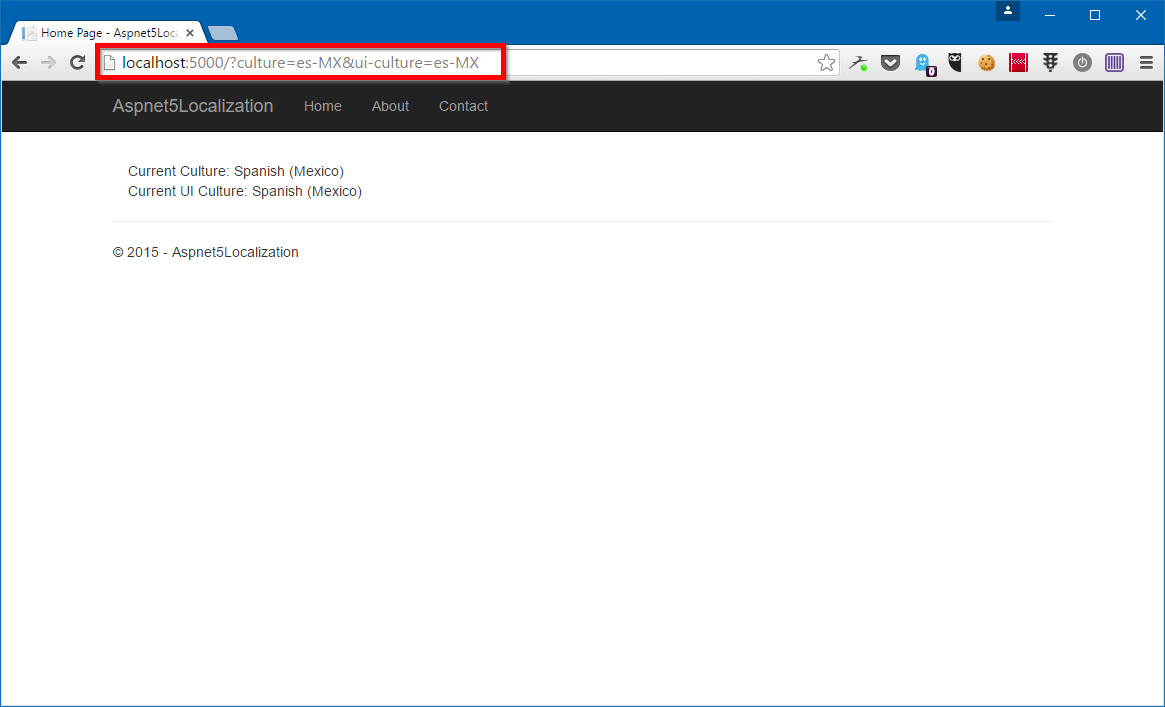 Home Page - Aspnet5Loc
localhost:5000/?culture=es-MX&ui-culture=es-MX
0
Aspnet5Localization Home About Contact
Current Culture: Spanish (Mexico)
Current UI Culture: Spanish (Mexico)
© 2015 - Aspnet5Localization